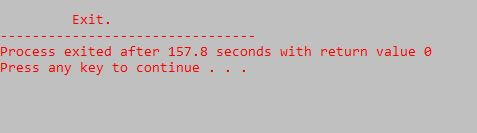 Exit.
--------------------------------
Process exited after 157.8 seconds with return value 0
Press any key to continue . . .